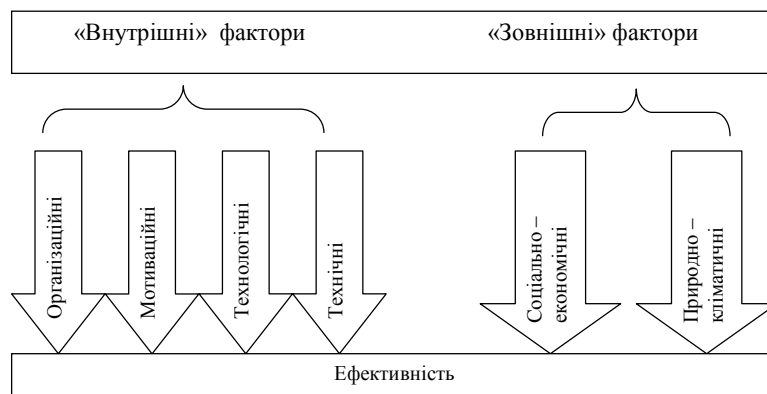 «Внутрішні» фактори
«Зовнішні» фактори
Організаційні
Мотиваційні
Технологічні
Технічні
Соціально –
економічні
Природно –
кліматичні
Ефективність